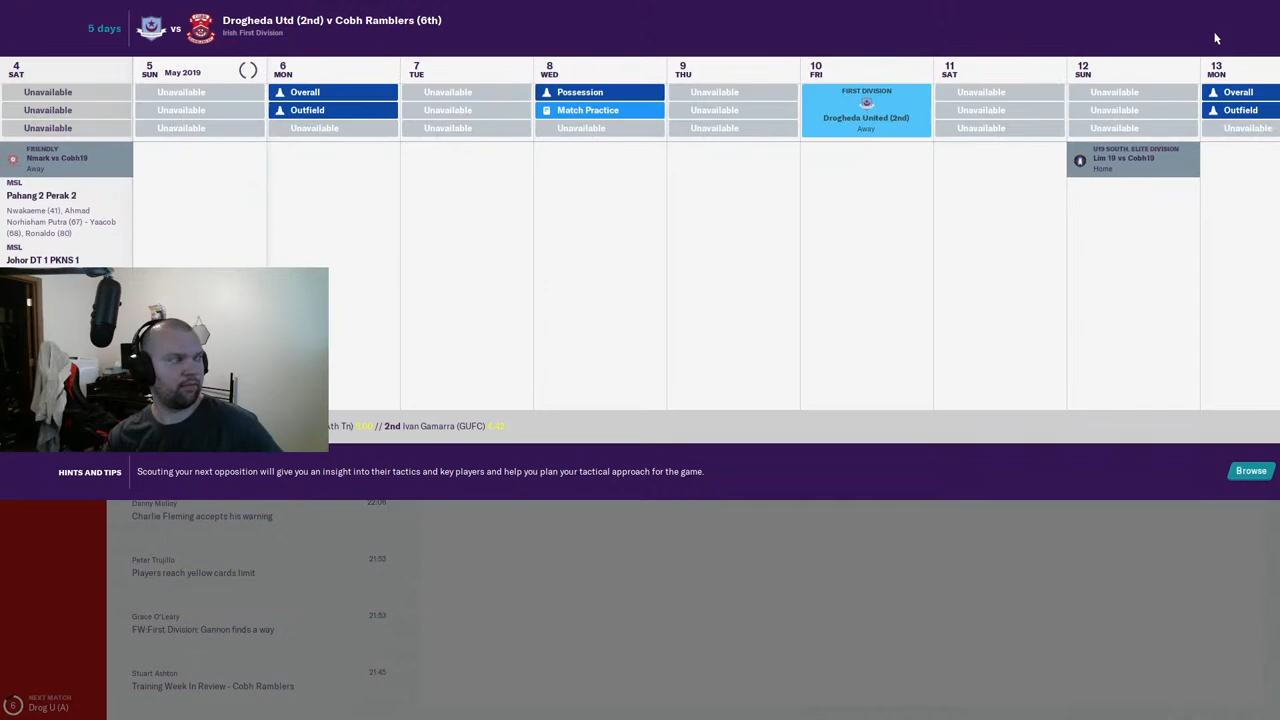 5 days
vs
Drogheda Utd (2nd) v Cobh Ramblers (6th)
Irish First Division
4
SAT
5
SUN
May 2019
6
MON
7
TUE
8
WED
9
THU
10
FRI
11
SAT
12
SUN
13
MON
Unavailable
Unavailable
Overall
Unavailable
Possession
Unavailable
FIRST DIVISION
Unavailable
Unavailable
Overall
Unavailable
Unavailable
Outfield
Unavailable
Match Practice
Unavailable
Drogheda United (2nd)
Unavailable
Unavailable
Outfield
Unavailable
Unavailable
Unavailable
Unavailable
Unavailable
Unavailable
Away
Unavailable
Unavailable
Unavailable
FRIENDLY
Nmark vs Cobh19
Away
U19 SOUTH. ELITE DIVISION
Lim 19 vs Cobh19
Home
MSL
Pahang 2 Perak 2
Nwakaeme (41), Ahmad
Norhisham Putra (67) - Yaacob
(68), Ronaldo (80)
MSL
Johor DT 1 PKNS 1
// 2nd Ivan Gamarra (GUFC)
HINTS AND TIPS
Scouting your next opposition will give you an insight into their tactics and key players and help you plan your tactical approach for the game.
Browse
Danny Molloy
22:06
Charlie Fleming accepts his warning
Peter Trujillo
21:53
Players reach yellow cards limit
Grace O'Leary
21:53
FW:First Division: Gannon finds a way
Stuart Ashton
21:45
Training Week In Review - Cobh Ramblers
6
NEXT MATCH
Drog U (A)